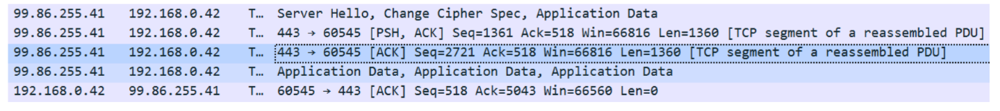 99.86.255.41 192.168.0.42 T… Server Hello, Change Cipher Spec, Application Data
99.86.255.41 192.168.0.42 T… 443 → 60545 [PSH, ACK] Seq=1361 Ack=518 Win=66816 Len=1360 [TCP segment of a reassembled PDU]
99.86.255.41 192.168.0.42 T… 443 → 60545 [ACK] Seq=2721 Ack=518 Win=66816 Len=1360 [TCP segment of a reassembled PDU]
99.86.255.41 192.168.0.42 T… Application Data, Application Data, Application Data
192.168.0.42 99.86.255.41 T… 60545 → 443 [ACK] Seq=518 Ack=5043 Win=66560 Len=0